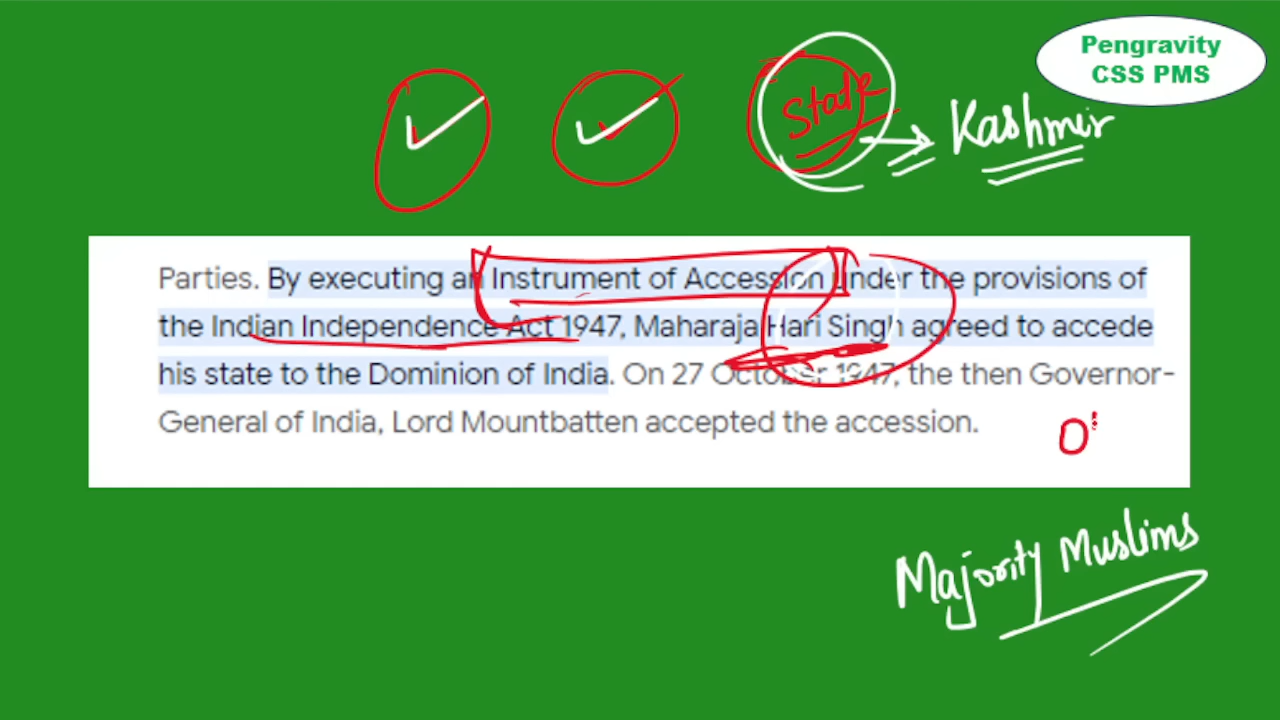 Pengravity
CSS PMS
State
Kashmir
Parties. By executing an Instrument of Accession under the provisions of
the Indian Independence Act 1947, Maharaja Hari Singh agreed to accede
his state to the Dominion of India. On 27 October 1947, the then Governor-
General of India, Lord Mountbatten accepted the accession.
Majority Muslims